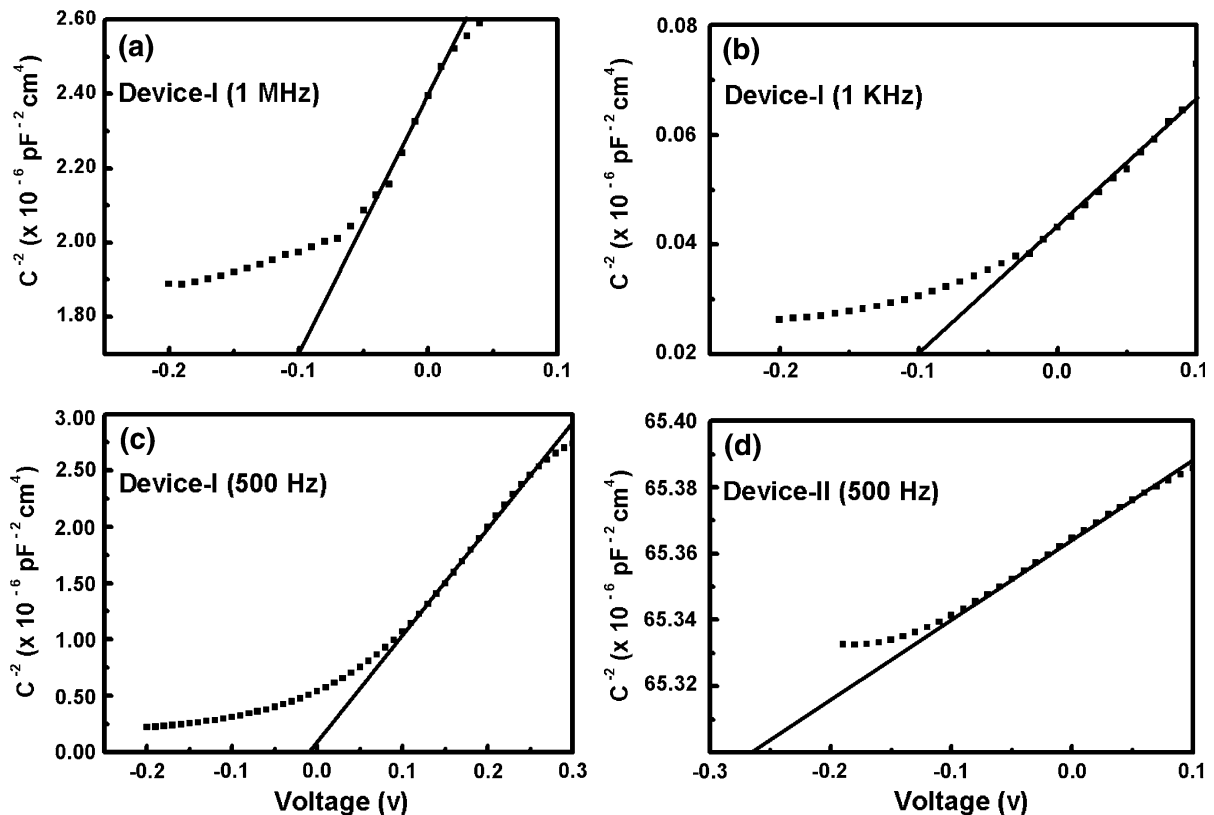 (a)
Device-I (1 MHz)
C⁻² (x 10⁻⁶ pF⁻² cm⁴)
2.60
2.40
2.20
2.00
1.80
-0.2 -0.1 0.0 0.1
(b)
Device-I (1 KHz)
C⁻² (x 10⁻⁶ pF⁻² cm⁴)
0.08
0.06
0.04
0.02
-0.2 -0.1 0.0 0.1
(c)
Device-I (500 Hz)
C⁻² (x 10⁻⁶ pF⁻² cm⁴)
3.00
2.50
2.00
1.50
1.00
0.50
0.00
-0.2 -0.1 0.0 0.1 0.2 0.3
Voltage (v)
(d)
Device-II (500 Hz)
C⁻² (x 10⁻⁶ pF⁻² cm⁴)
65.40
65.38
65.36
65.34
65.32
-0.3 -0.2 -0.1 0.0 0.1
Voltage (v)